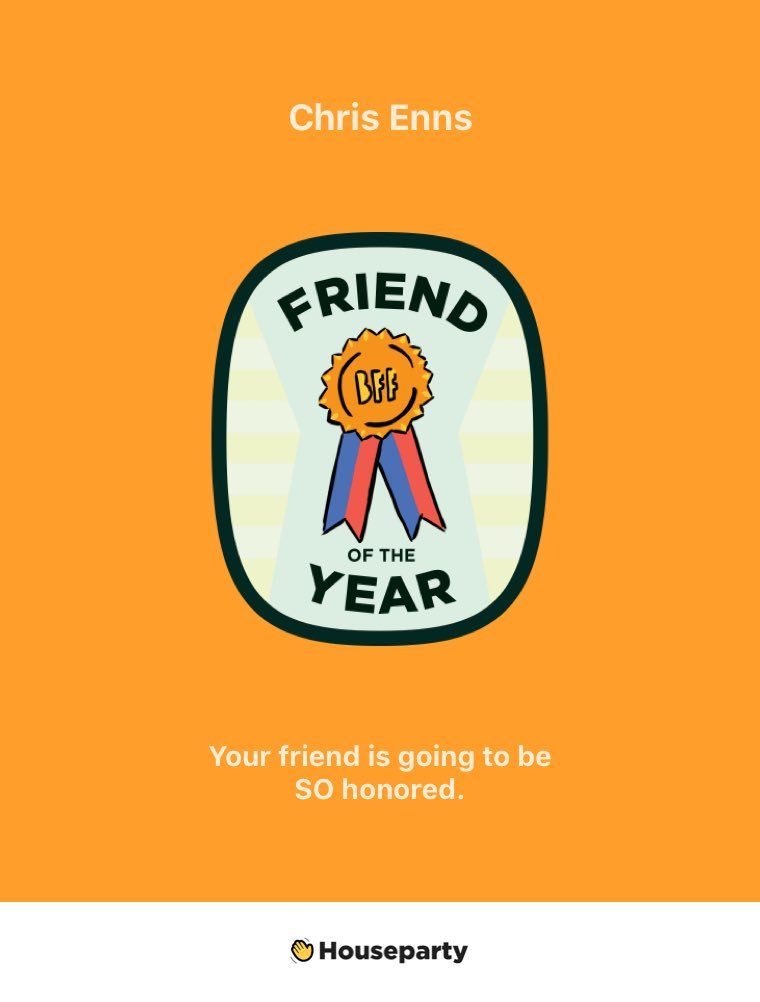 Chris Enns
FRIEND
BFF
OF THE
YEAR
Your friend is going to be
SO honored.
Houseparty